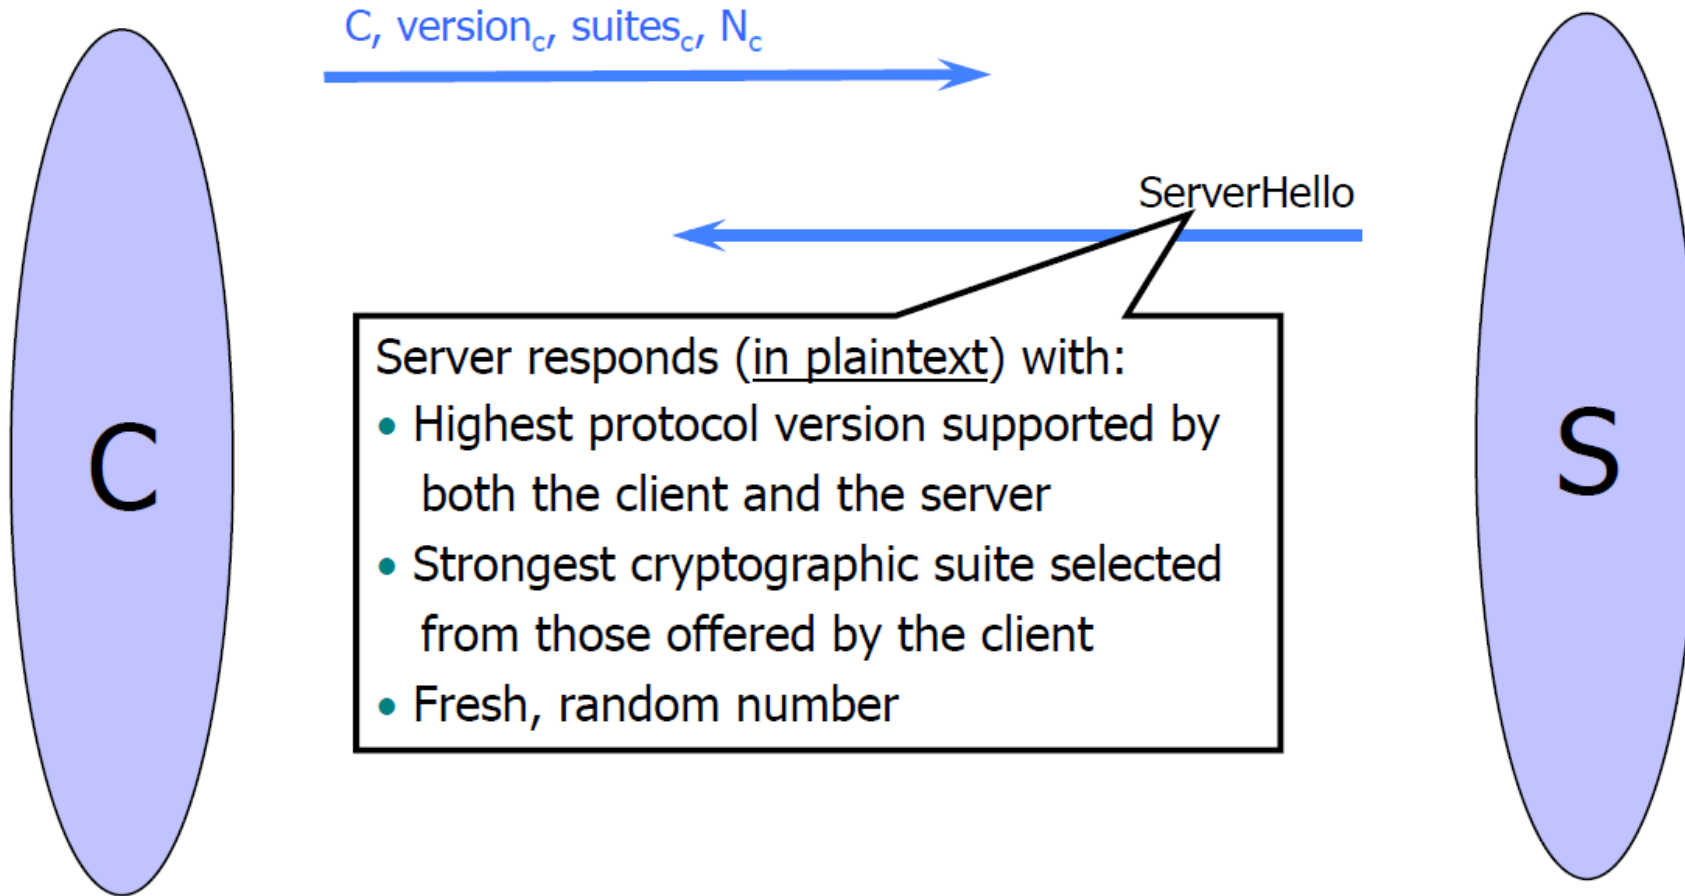 C, version_c, suites_c, N_c
ServerHello
Server responds (in plaintext) with:
• Highest protocol version supported by
both the client and the server
• Strongest cryptographic suite selected
from those offered by the client
• Fresh, random number
C
S